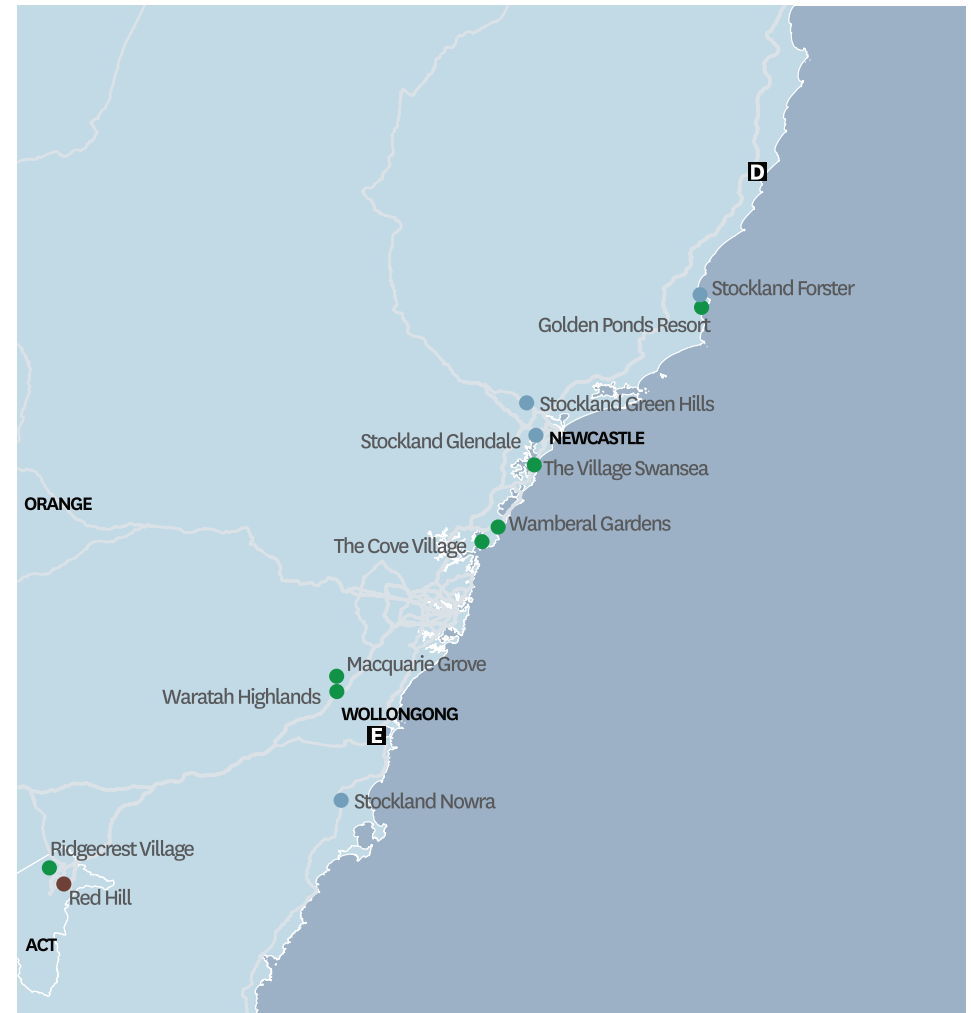 D
Stockland Forster
Golden Ponds Resort
Stockland Green Hills
NEWCASTLE
Stockland Glendale
The Village Swansea
ORANGE
Wamberal Gardens
The Cove Village
Macquarie Grove
Waratah Highlands
WOLLONGONG
E
Stockland Nowra
Ridgecrest Village
Red Hill
ACT